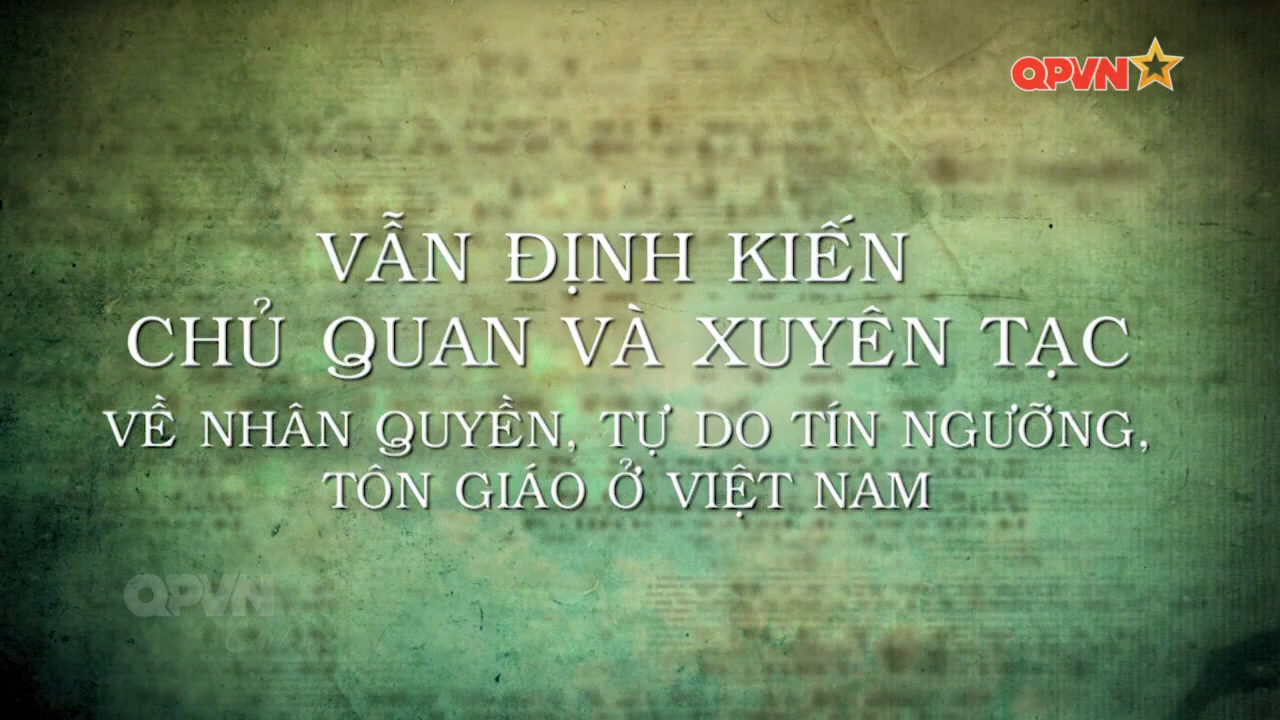 QPVN
VẪN ĐỊNH KIẾN
CHỦ QUAN VÀ XUYÊN TẠC
VỀ NHÂN QUYỀN, TỰ DO TÍN NGƯỠNG,
TÔN GIÁO Ở VIỆT NAM
QPVN